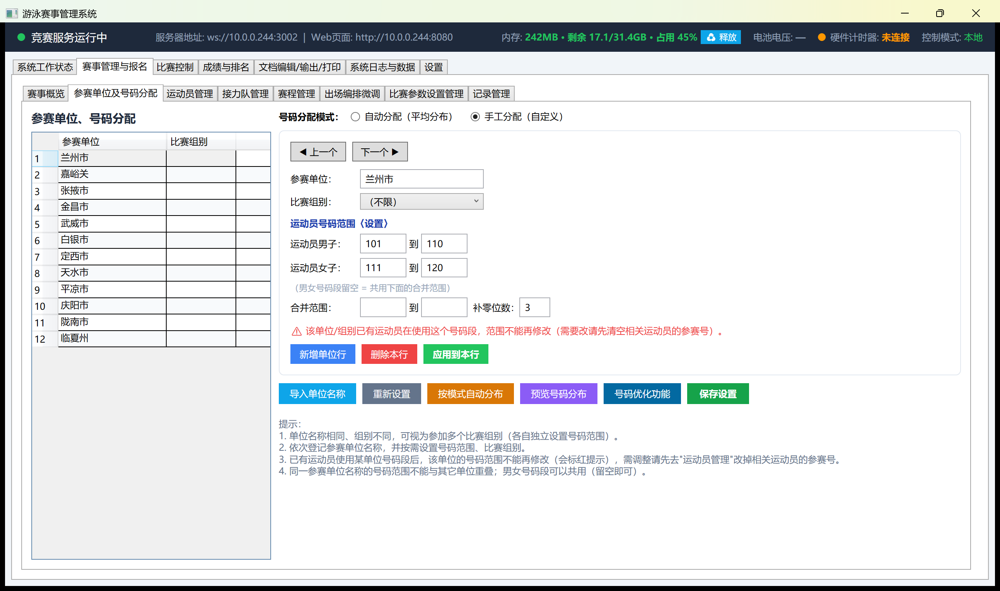 游泳赛事管理系统
竞赛服务运行中 服务器地址: ws://10.0.0.244:3002 | Web页面: http://10.0.0.244:8080 内存: 242MB • 剩余 17.1/31.4GB • 占用 45% 释放 电池电压: — 硬件计时器: 未连接 控制模式: 本地
系统工作状态 赛事管理与报名 比赛控制 成绩与排名 文档编辑/输出/打印 系统日志与数据 设置
赛事概览 参赛单位及号码分配 运动员管理 接力队管理 赛程管理 出场编排微调 比赛参数设置管理 记录管理
参赛单位、号码分配
参赛单位 比赛组别
1 兰州市
2 嘉峪关
3 张掖市
4 金昌市
5 武威市
6 白银市
7 定西市
8 天水市
9 平凉市
10 庆阳市
11 陇南市
12 临夏州
号码分配模式： 自动分配（平均分布） 手工分配（自定义）
◀ 上一个 下一个 ▶
参赛单位： 兰州市
比赛组别： （不限）
运动员号码范围〈设置〉
运动员男子： 101 到 110
运动员女子： 111 到 120
（男女号码段留空 = 共用下面的合并范围）
合并范围： 到 补零位数： 3
⚠ 该单位/组别已有运动员在使用这个号码段，范围不能再修改（需要改请先清空相关运动员的参赛号）。
新增单位行 删除本行 应用到本行
导入单位名称 重新设置 按模式自动分布 预览号码分布 号码优化功能 保存设置
提示：
1. 单位名称相同、组别不同，可视为参加多个比赛组别（各自独立设置号码范围）。
2. 依次登记参赛单位名称，并按需设置号码范围、比赛组别。
3. 已有运动员使用某单位号码段后，该单位的号码范围不能再修改（会标红提示），需调整请先去"运动员管理"改掉相关运动员的参赛号。
4. 同一参赛单位名称的号码范围不能与其它单位重叠；男女号码段可以共用（留空即可）。